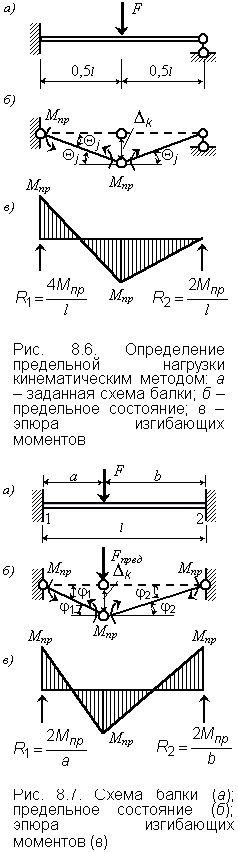 а)
F
0,5l
0,5l
б)
Mпр
Δk
Θj
Θj
Θj
Mпр
в)
Mпр
Mпр
R1 = 4Mпр / l
R2 = 2Mпр / l
Рис. 8.6. Определение
предельной нагрузки
кинематическим методом: а
– заданная схема балки; б –
предельное состояние; в –
эпюра изгибающих
моментов
а)
a
F
b
1
2
l
б)
Fпред
Mпр
Δk
Mпр
φ1
φ2
φ1
φ2
Mпр
в)
Mпр
Mпр
Mпр
R1 = 2Mпр / a
R2 = 2Mпр / b
Рис. 8.7. Схема балки (а);
предельное состояние (б);
эпюра изгибающих
моментов (в)